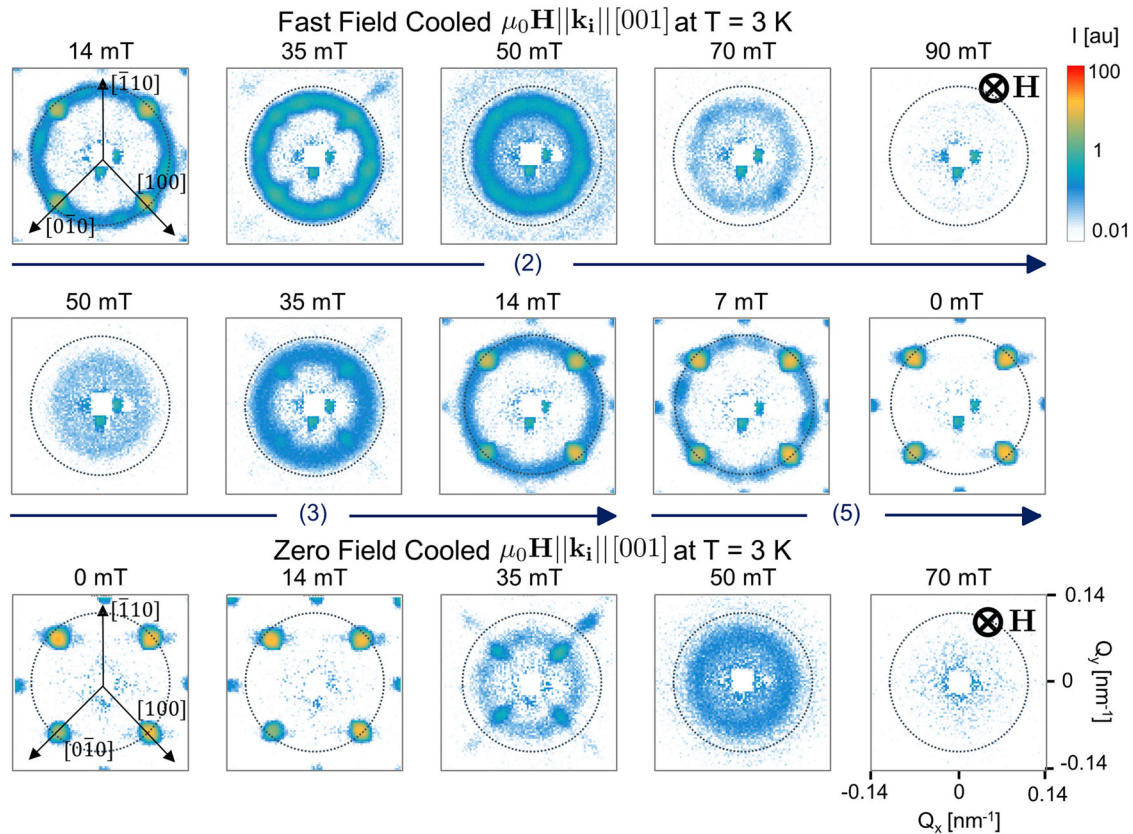 Fast Field Cooled μ₀H||kᵢ||[001] at T = 3 K
14 mT 35 mT 50 mT 70 mT 90 mT I [au]
[1̄10]
[100]
[01̄0]
H
100
1
0.01
(2)
50 mT 35 mT 14 mT 7 mT 0 mT
(3) (5)
Zero Field Cooled μ₀H||kᵢ||[001] at T = 3 K
0 mT 14 mT 35 mT 50 mT 70 mT
[1̄10]
[100]
[01̄0]
H
0.14
0
-0.14
Q_y [nm⁻¹]
-0.14 0 0.14
Qₓ [nm⁻¹]